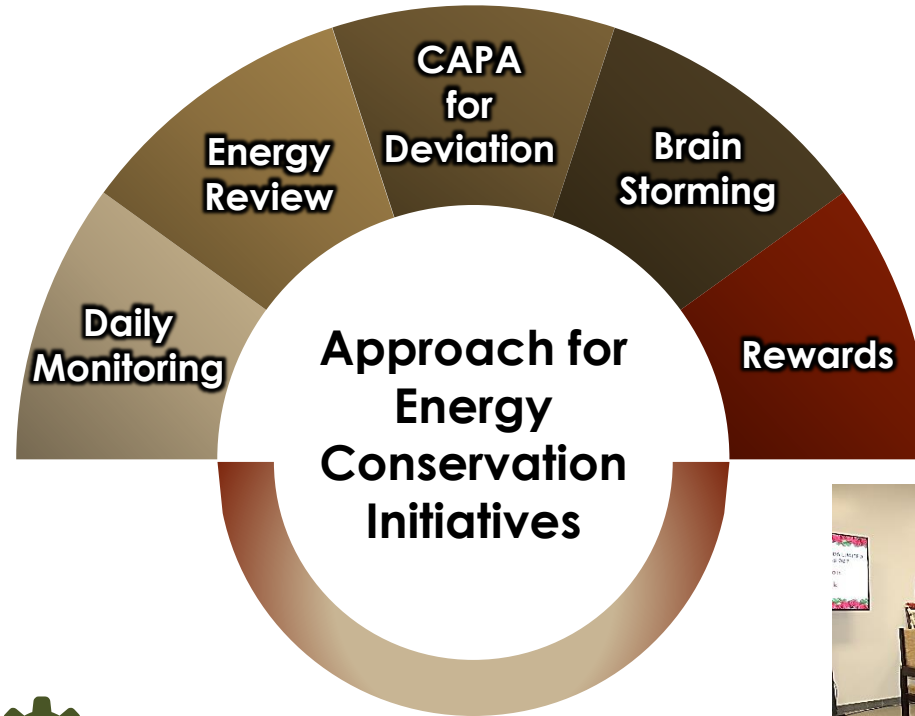 CAPA
for
Deviation
Energy
Review
Brain
Storming
Daily
Monitoring
Rewards
Approach for
Energy
Conservation
Initiatives